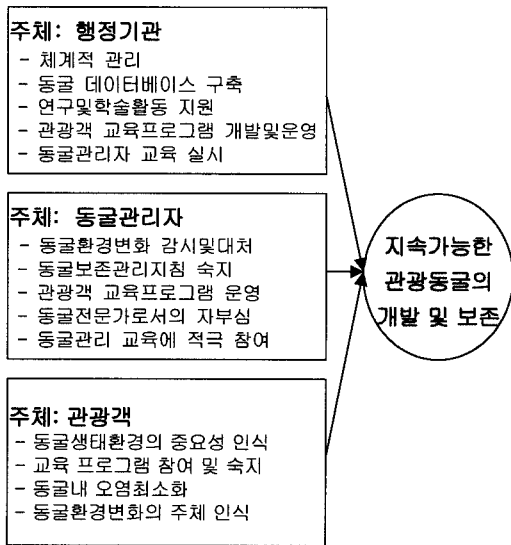 주체: 행정기관
- 체계적 관리
- 동굴 데이터베이스 구축
- 연구및학술활동 지원
- 관광객 교육프로그램 개발및운영
- 동굴관리자 교육 실시
주체: 동굴관리자
- 동굴환경변화 감시및대처
- 동굴보존관리지침 숙지
- 관광객 교육프로그램 운영
- 동굴전문가로서의 자부심
- 동굴관리 교육에 적극 참여
주체: 관광객
- 동굴생태환경의 중요성 인식
- 교육 프로그램 참여 및 숙지
- 동굴내 오염최소화
- 동굴환경변화의 주체 인식
지속가능한
관광동굴의
개발 및 보존